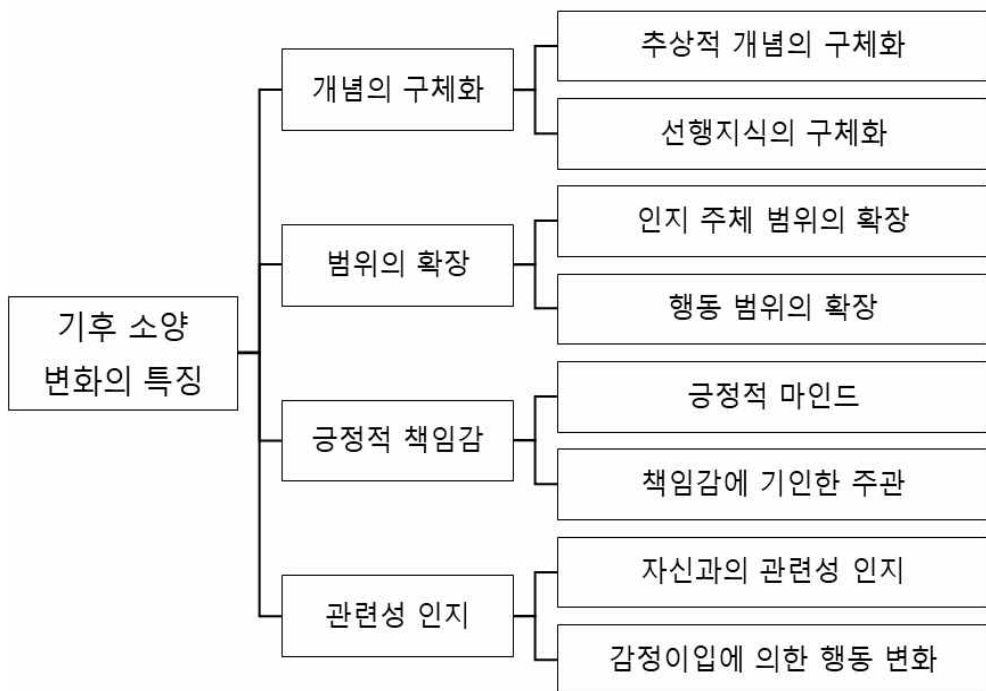 기후 소양
변화의 특징
개념의 구체화
추상적 개념의 구체화
선행지식의 구체화
범위의 확장
인지 주체 범위의 확장
행동 범위의 확장
긍정적 책임감
긍정적 마인드
책임감에 기인한 주관
관련성 인지
자신과의 관련성 인지
감정이입에 의한 행동 변화